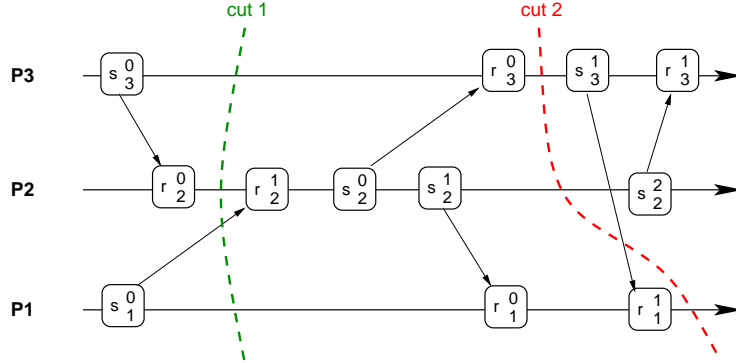 cut 1 cut 2
P3 s 0 3 r 0 3 s 1 3 r 1 3
P2 r 0 2 r 1 2 s 0 2 s 1 2 s 2 2
P1 s 0 1 r 0 1 r 1 1